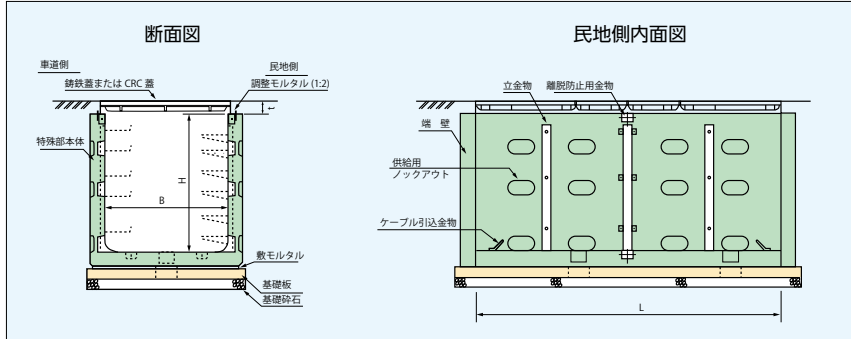 断面図
車道側
民地側
鋳鉄蓋または CRC 蓋
調整モルタル (1:2)
t
特殊部本体
H
B
敷モルタル
基礎板
基礎砕石
民地側内面図
立金物
離脱防止用金物
端 壁
供給用
ノックアウト
ケーブル引込金物
L